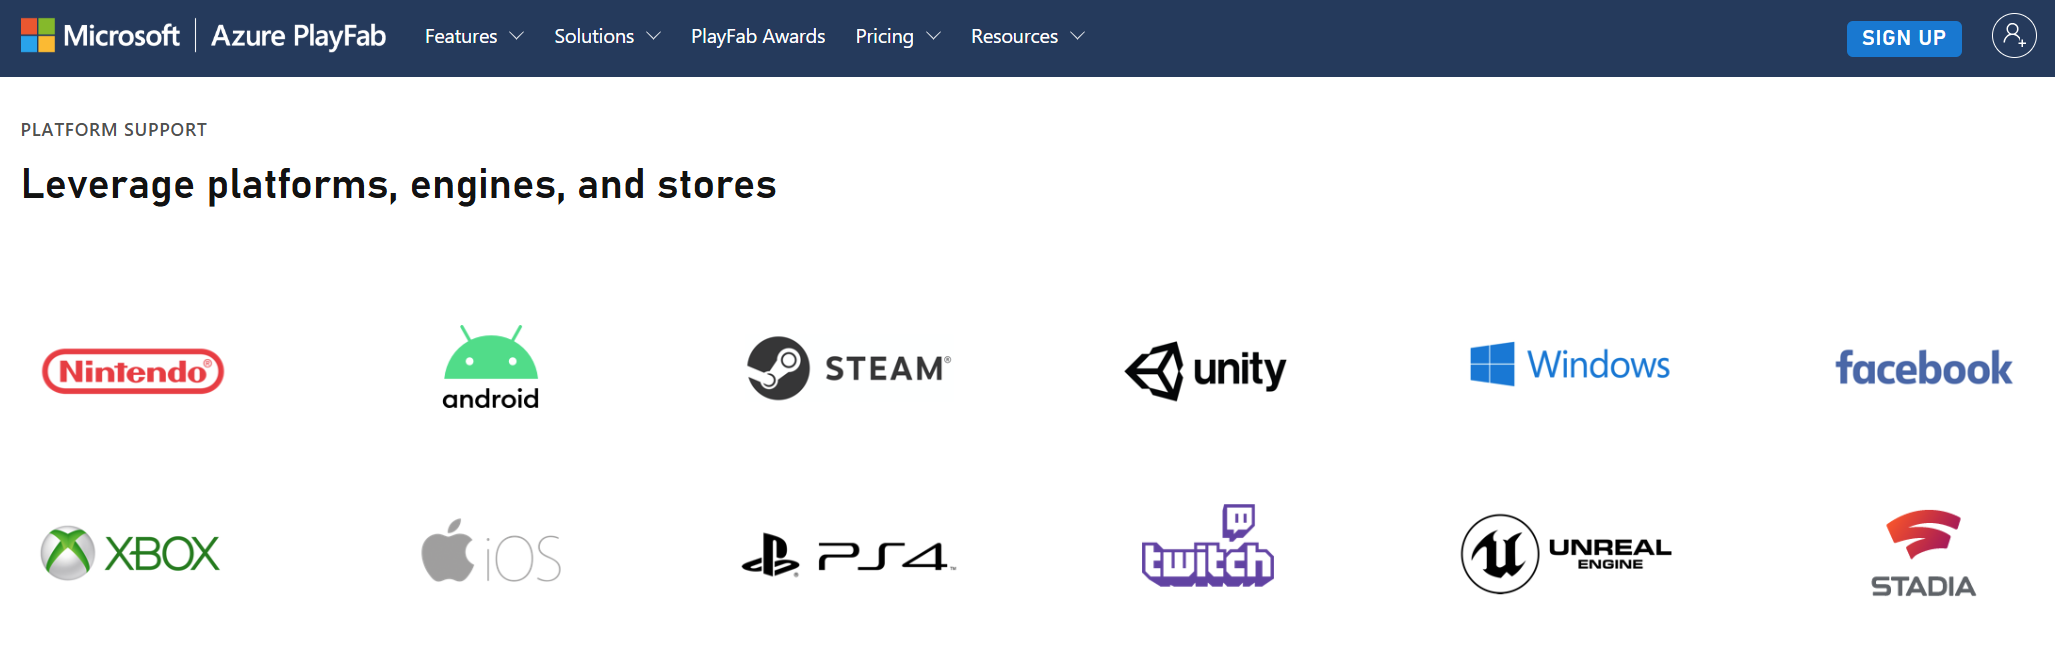 Microsoft | Azure PlayFab Features Solutions PlayFab Awards Pricing Resources SIGN UP
PLATFORM SUPPORT
Leverage platforms, engines, and stores
Nintendo®
android
STEAM®
unity
Windows
facebook
XBOX
iOS
PS4™
twitch
UNREAL
ENGINE
STADIA